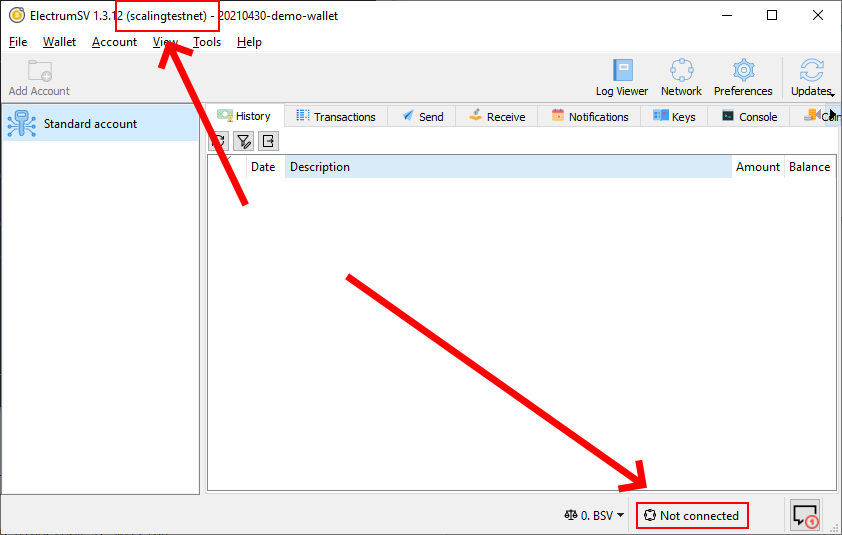 ElectrumSV 1.3.12 (scalingtestnet) - 20210430-demo-wallet
File Wallet Account View Tools Help
Add Account Log Viewer Network Preferences Updates
Standard account
History Transactions Send Receive Notifications Keys Console
Date Description Amount Balance
0. BSV Not connected 1